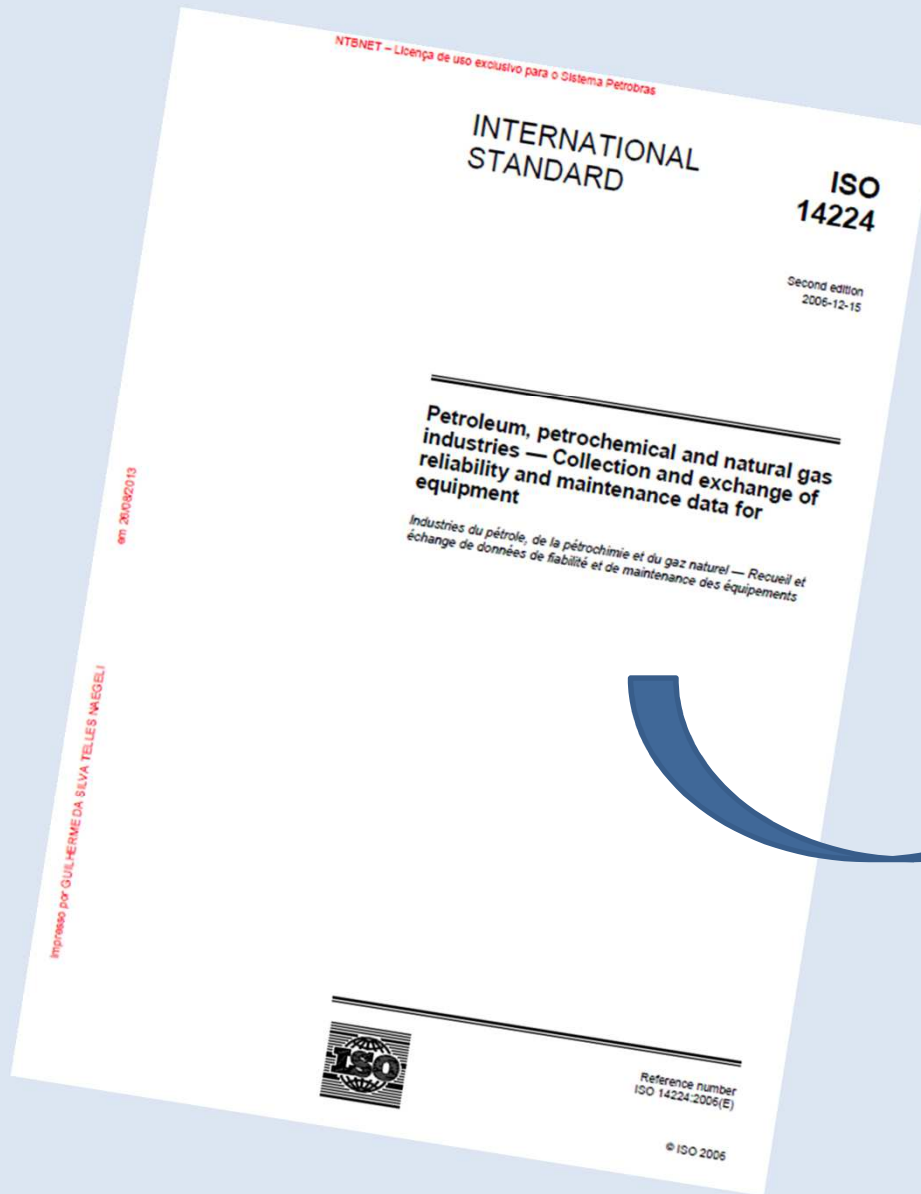 NTBNET – Licença de uso exclusivo para o Sistema Petrobras
INTERNATIONAL
STANDARD
ISO
14224
Second edition
2006-12-15
Petroleum, petrochemical and natural gas
industries — Collection and exchange of
reliability and maintenance data for
equipment
Industries du pétrole, de la pétrochimie et du gaz naturel — Recueil et
échange de données de fiabilité et de maintenance des équipements
em 26/08/2013
Impresso por GUILHERME DA SILVA TELLES NAEGELI
ISO
Reference number
ISO 14224:2006(E)
© ISO 2006